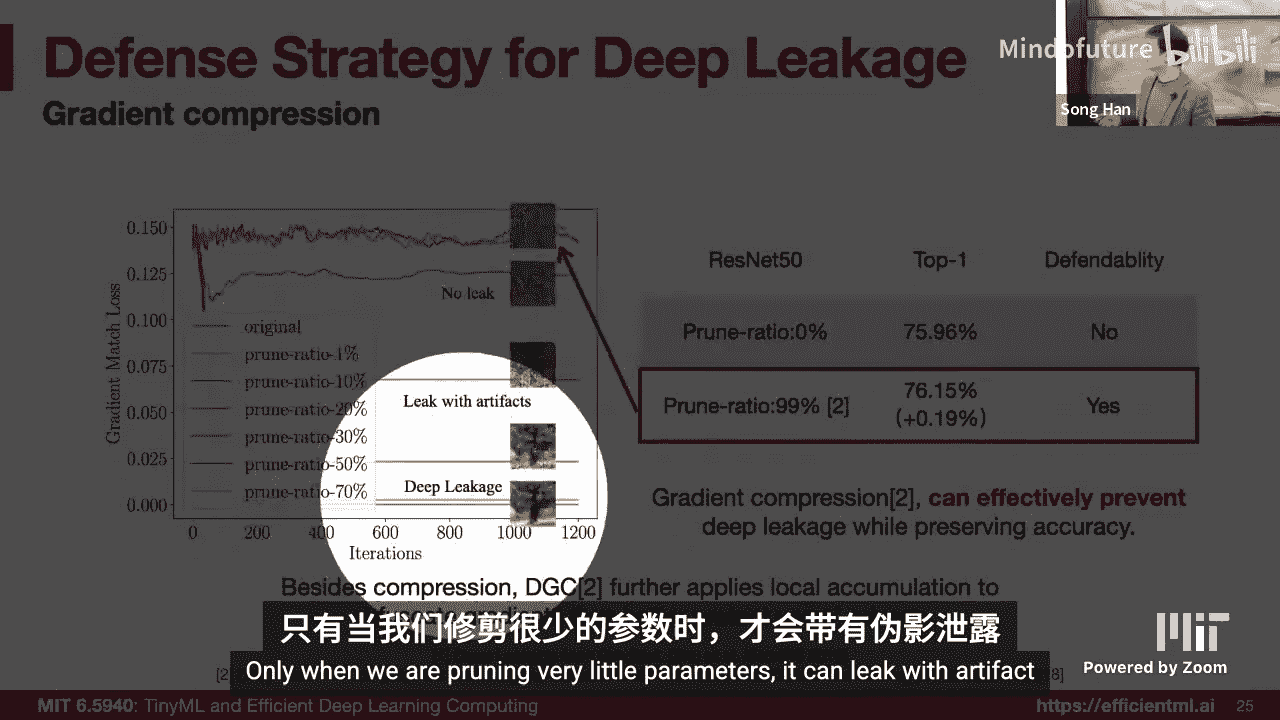 Defense Strategy for Deep Leakage
Mindofuture bilibili
Gradient compression
Song Han
0.150
0.125
0.100
0.075
0.050
0.025
0.000
Gradient Match Loss
No leak
original
prune-ratio-1%
prune-ratio-10%
prune-ratio-20%
prune-ratio-30%
prune-ratio-50%
prune-ratio-70%
Leak with artifacts
Deep Leakage
0 200 400 600 800 1000 1200
Iterations
ResNet50 Top-1 Defendablity
Prune-ratio:0% 75.96% No
Prune-ratio:99% [2] 76.15% (+0.19%) Yes
Gradient compression[2], can effectively prevent
deep leakage while preserving accuracy.
Besides compression, DGC[2] further applies local accumulation to
只有当我们修剪很少的参数时，才会带有伪影泄露
Only when we are pruning very little parameters, it can leak with artifact
[2]
8]
MIT
Powered by Zoom
MIT 6.5940: TinyML and Efficient Deep Learning Computing
https://efficientml.ai 25